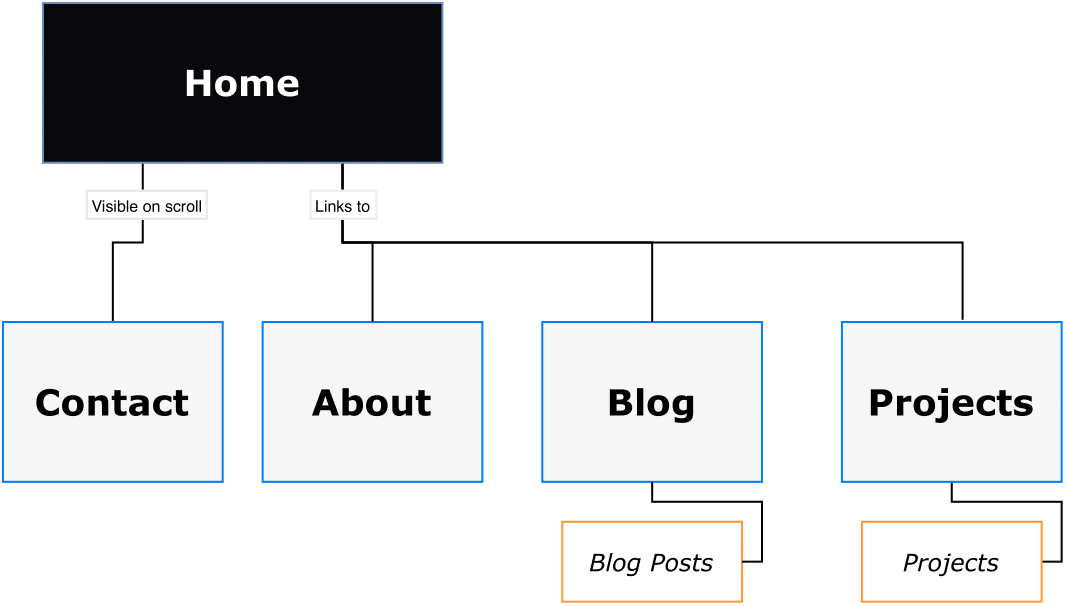 Home
Visible on scroll
Links to
Contact
About
Blog
Projects
Blog Posts
Projects